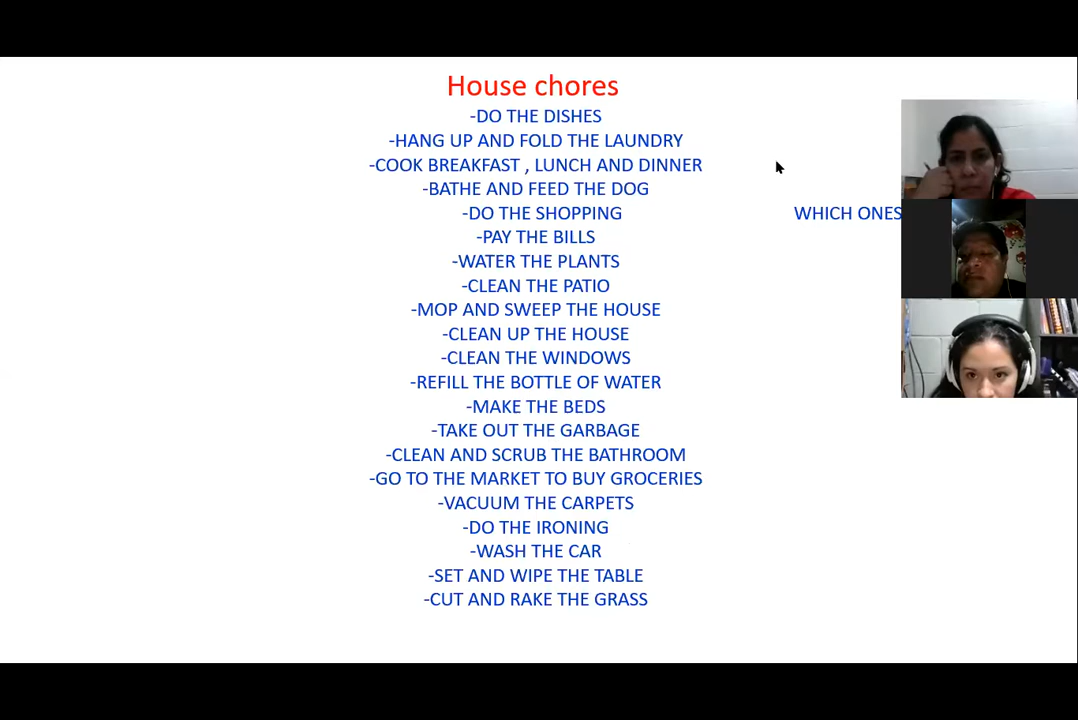 House chores
-DO THE DISHES
-HANG UP AND FOLD THE LAUNDRY
-COOK BREAKFAST , LUNCH AND DINNER
-BATHE AND FEED THE DOG
-DO THE SHOPPING
WHICH ONES
-PAY THE BILLS
-WATER THE PLANTS
-CLEAN THE PATIO
-MOP AND SWEEP THE HOUSE
-CLEAN UP THE HOUSE
-CLEAN THE WINDOWS
-REFILL THE BOTTLE OF WATER
-MAKE THE BEDS
-TAKE OUT THE GARBAGE
-CLEAN AND SCRUB THE BATHROOM
-GO TO THE MARKET TO BUY GROCERIES
-VACUUM THE CARPETS
-DO THE IRONING
-WASH THE CAR
-SET AND WIPE THE TABLE
-CUT AND RAKE THE GRASS